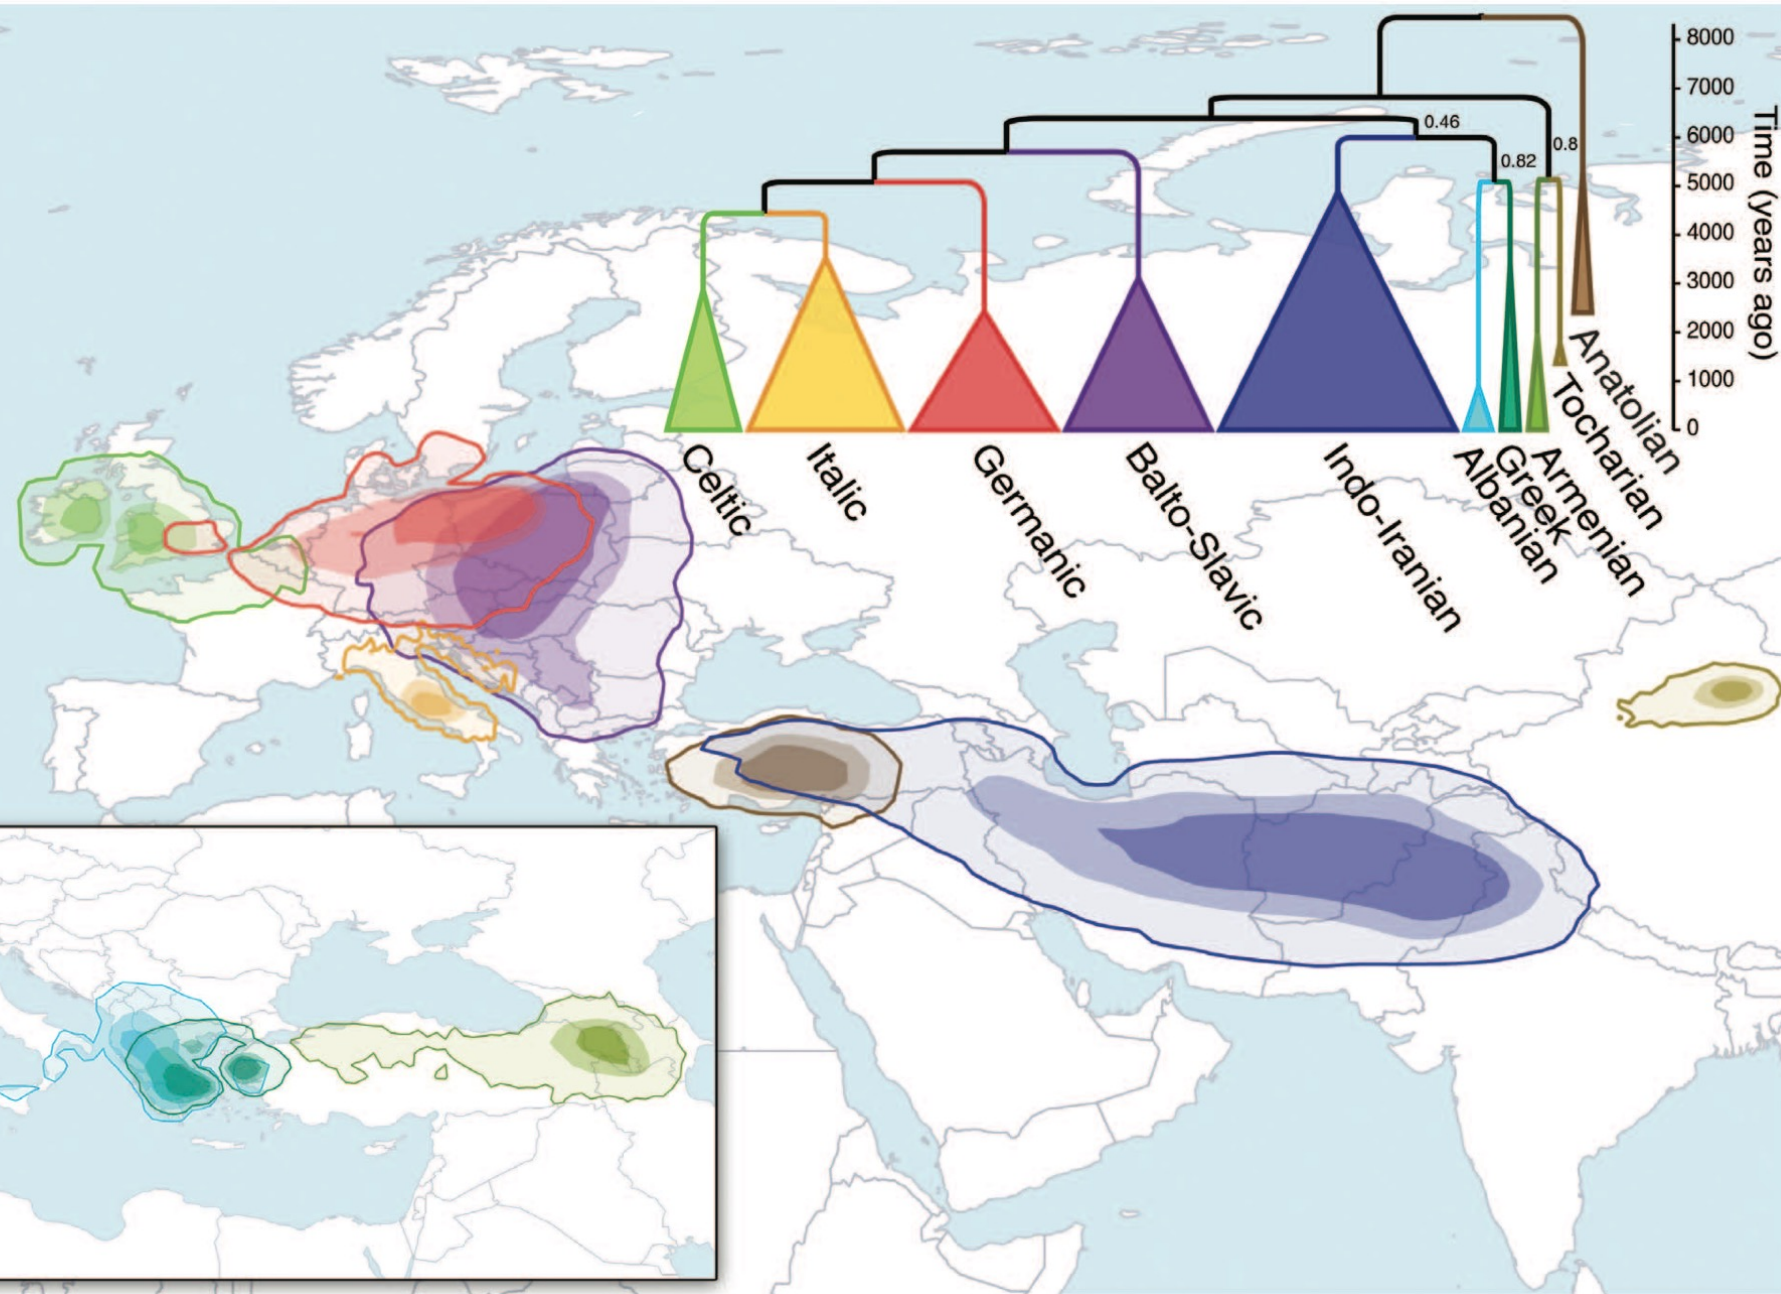 8000
7000
6000
5000
4000
3000
2000
1000
0
Time (years ago)
0.46
0.82
0.8
Celtic
Italic
Germanic
Balto-Slavic
Indo-Iranian
Albanian
Greek
Armenian
Tocharian
Anatolian